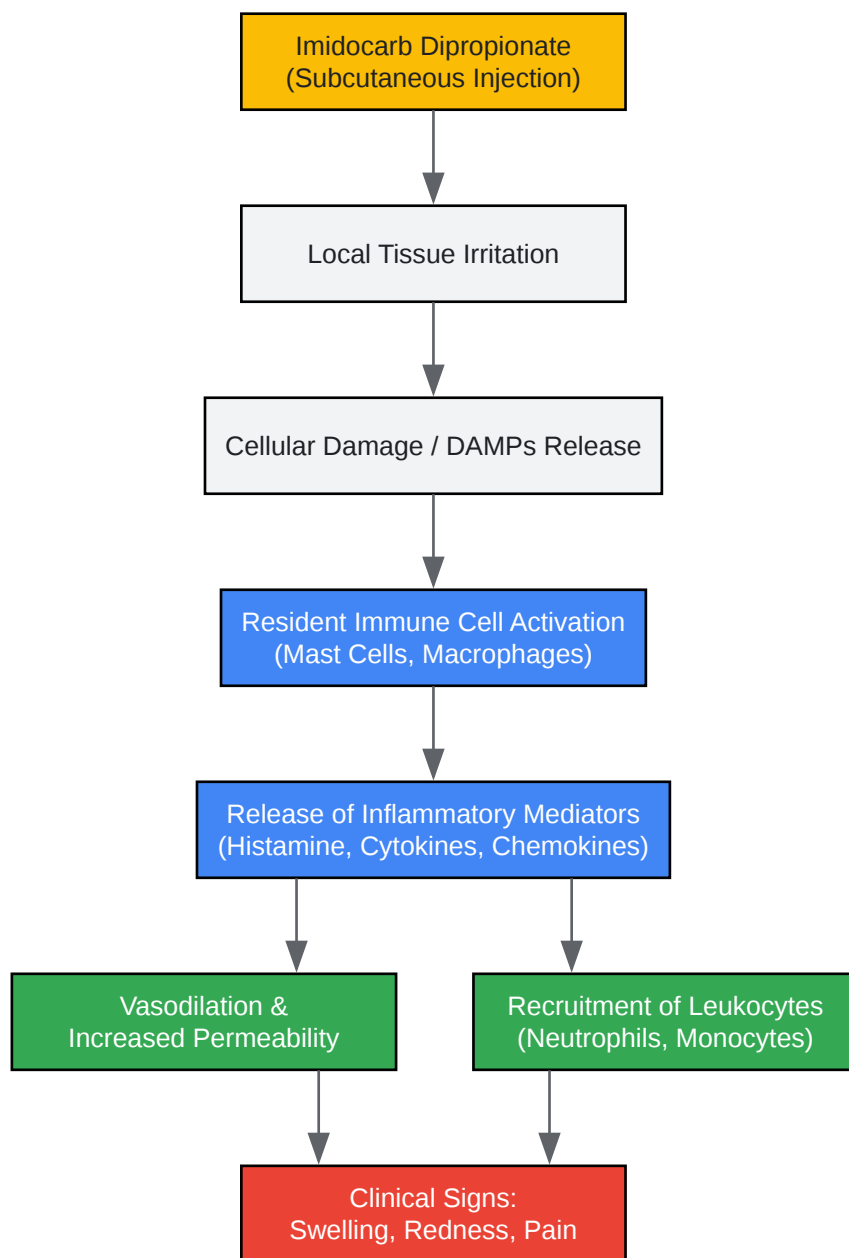 Imidocarb Dipropionate
(Subcutaneous Injection)
Local Tissue Irritation
Cellular Damage / DAMPs Release
Resident Immune Cell Activation
(Mast Cells, Macrophages)
Release of Inflammatory Mediators
(Histamine, Cytokines, Chemokines)
Vasodilation &
Increased Permeability
Recruitment of Leukocytes
(Neutrophils, Monocytes)
Clinical Signs:
Swelling, Redness, Pain